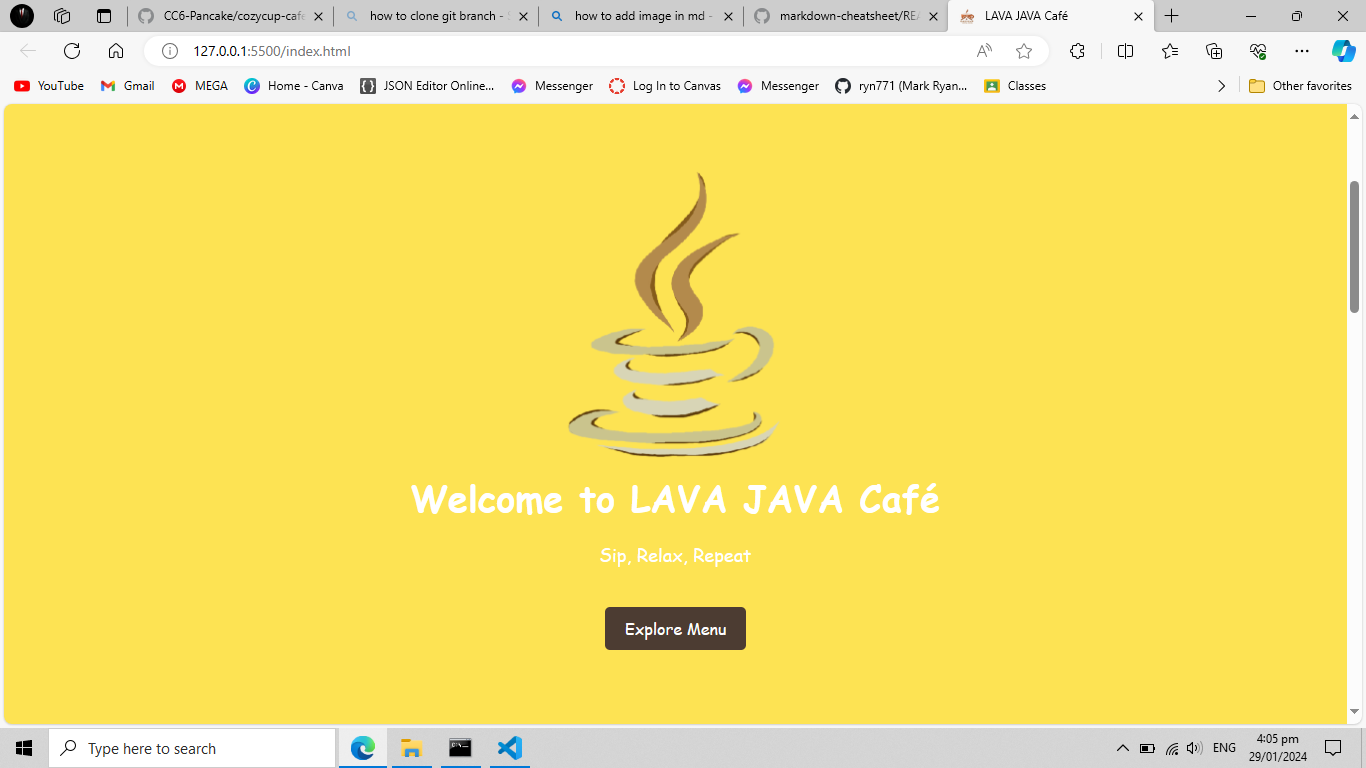 CC6-Pancake/cozycup-cafe
how to clone git branch - S
how to add image in md -
markdown-cheatsheet/REA
LAVA JAVA Café
127.0.0.1:5500/index.html
YouTube
Gmail
MEGA
Home - Canva
JSON Editor Online...
Messenger
Log In to Canvas
Messenger
ryn771 (Mark Ryan...
Classes
Other favorites
Welcome to LAVA JAVA Café
Sip, Relax, Repeat
Explore Menu
Type here to search
ENG
4:05 pm
29/01/2024